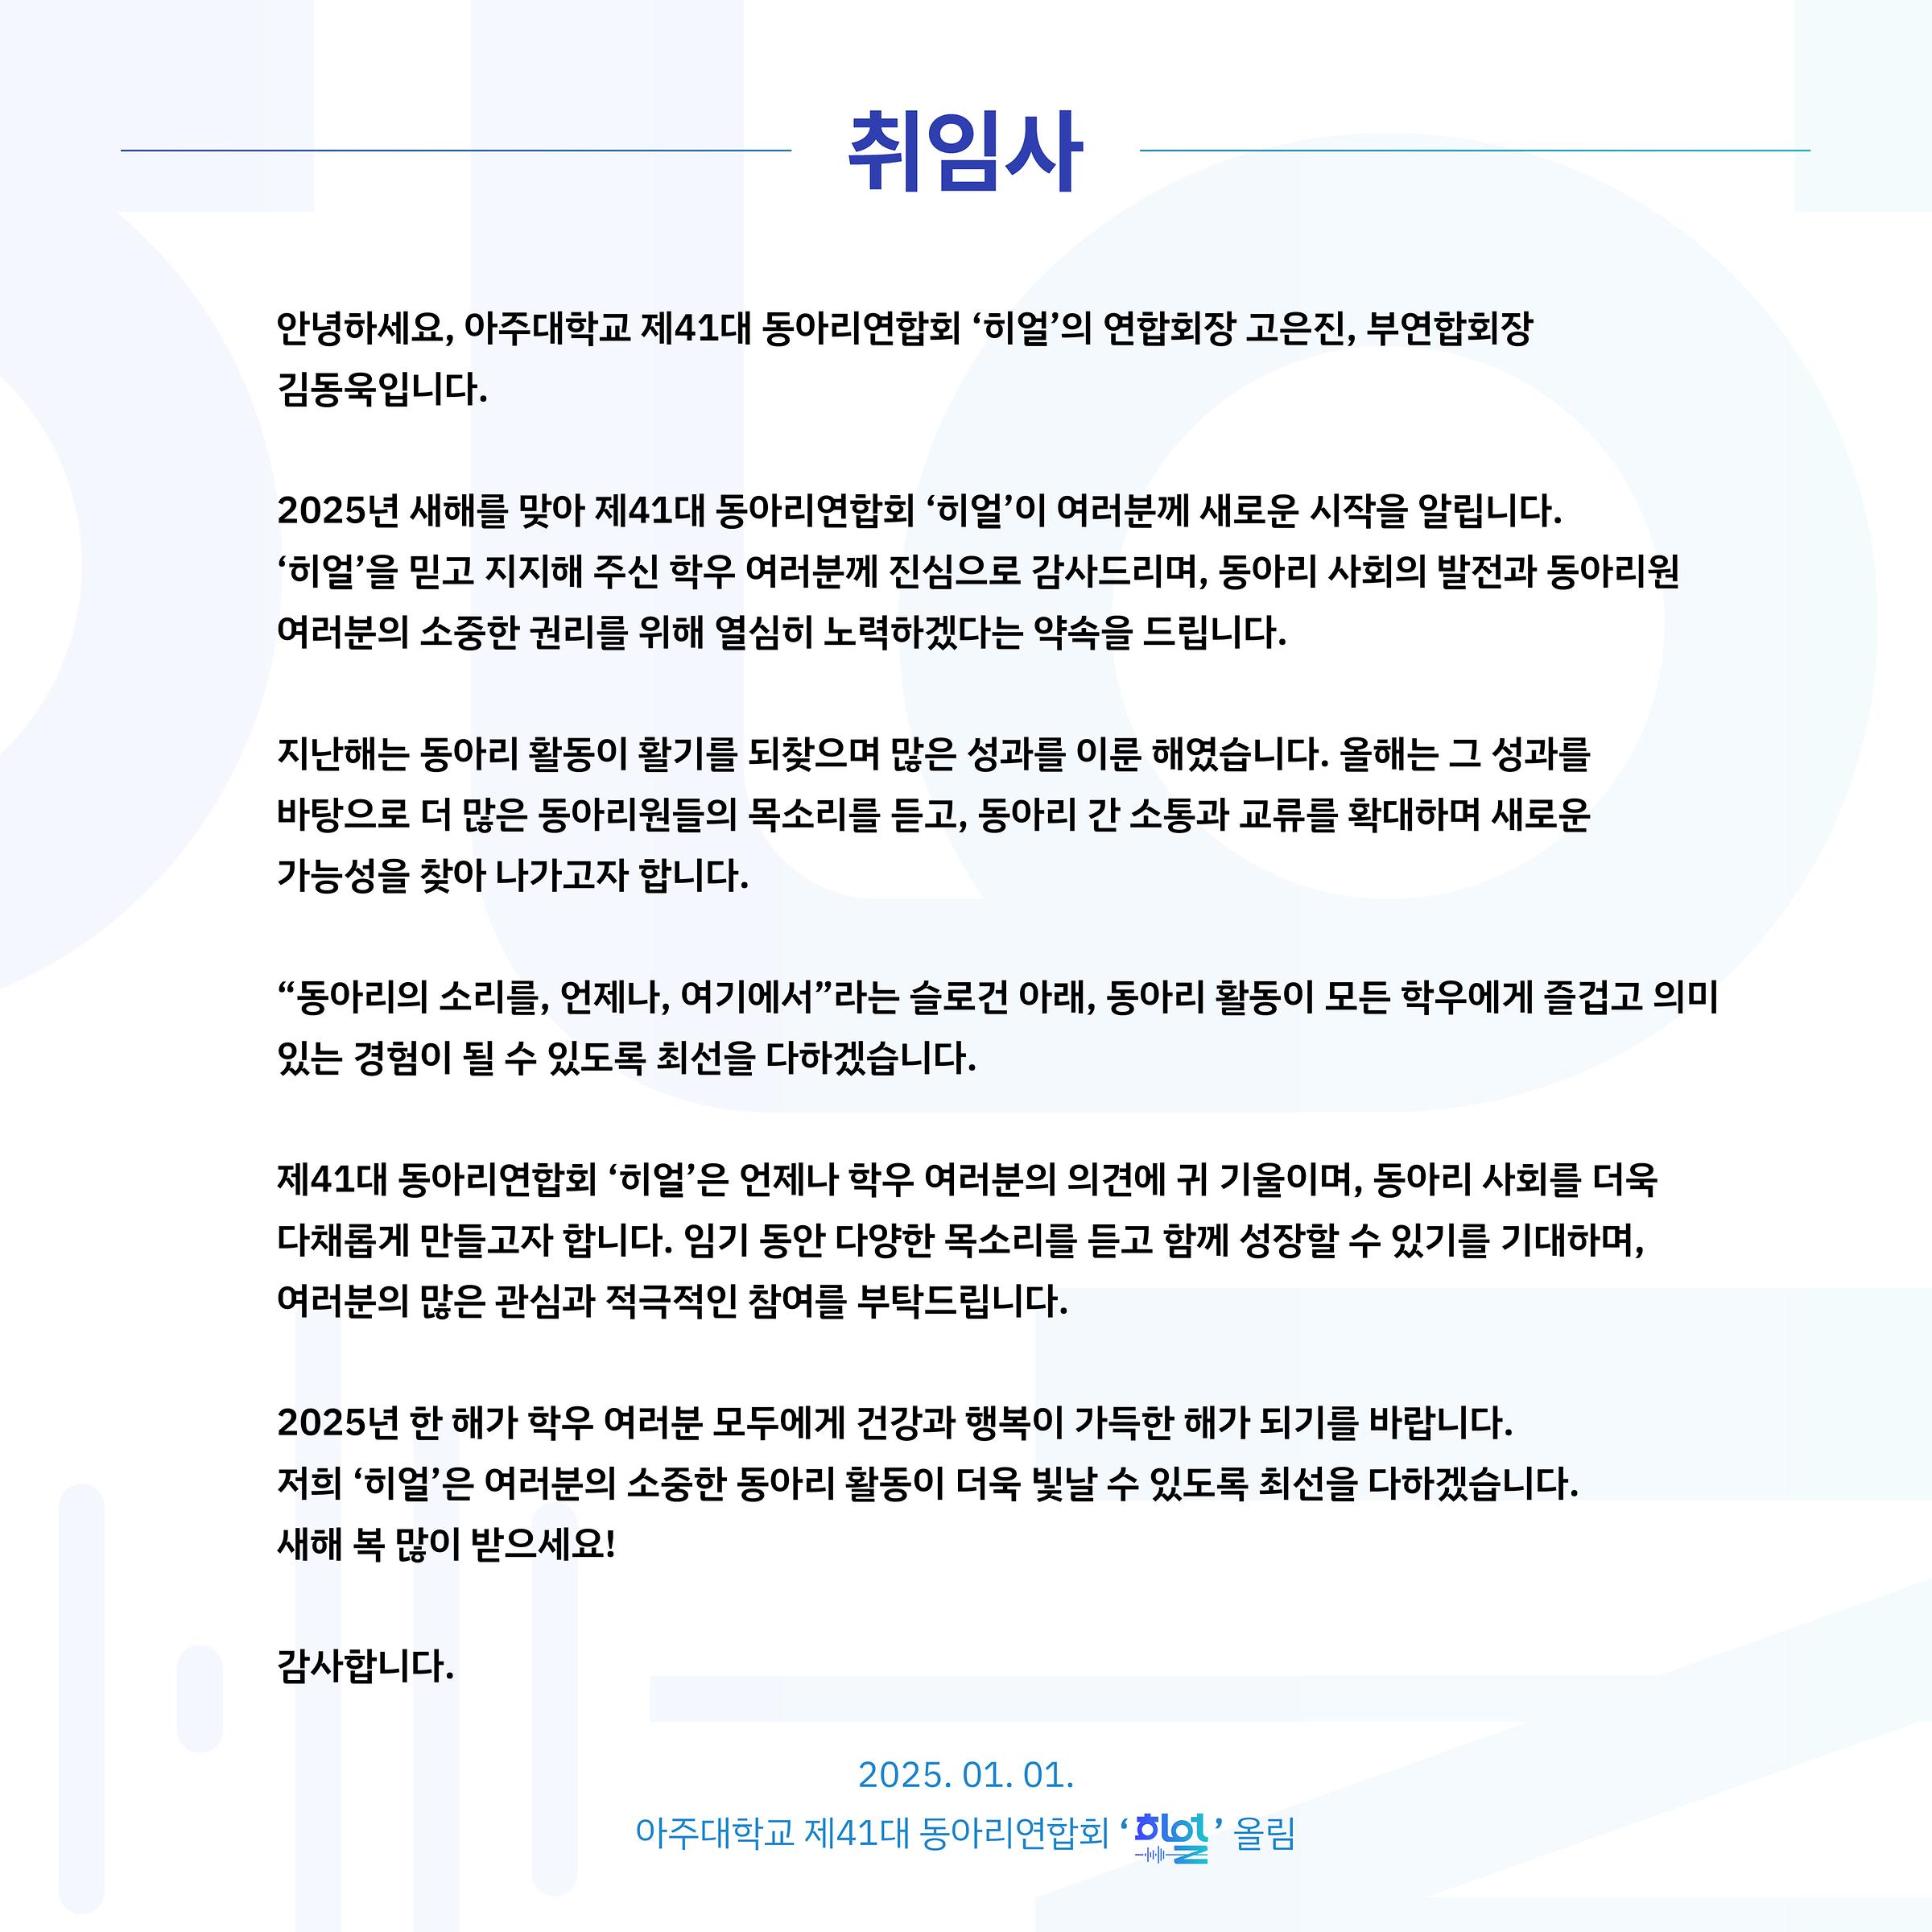 취임사
안녕하세요, 아주대학교 제41대 동아리연합회 ‘히얼’의 연합회장 고은진, 부연합회장
김동욱입니다.
2025년 새해를 맞아 제41대 동아리연합회 ‘히얼’이 여러분께 새로운 시작을 알립니다.
‘히얼’을 믿고 지지해 주신 학우 여러분께 진심으로 감사드리며, 동아리 사회의 발전과 동아리원
여러분의 소중한 권리를 위해 열심히 노력하겠다는 약속을 드립니다.
지난해는 동아리 활동이 활기를 되찾으며 많은 성과를 이룬 해였습니다. 올해는 그 성과를
바탕으로 더 많은 동아리원들의 목소리를 듣고, 동아리 간 소통과 교류를 확대하며 새로운
가능성을 찾아 나가고자 합니다.
“동아리의 소리를, 언제나, 여기에서”라는 슬로건 아래, 동아리 활동이 모든 학우에게 즐겁고 의미
있는 경험이 될 수 있도록 최선을 다하겠습니다.
제41대 동아리연합회 ‘히얼’은 언제나 학우 여러분의 의견에 귀 기울이며, 동아리 사회를 더욱
다채롭게 만들고자 합니다. 임기 동안 다양한 목소리를 듣고 함께 성장할 수 있기를 기대하며,
여러분의 많은 관심과 적극적인 참여를 부탁드립니다.
2025년 한 해가 학우 여러분 모두에게 건강과 행복이 가득한 해가 되기를 바랍니다.
저희 ‘히얼’은 여러분의 소중한 동아리 활동이 더욱 빛날 수 있도록 최선을 다하겠습니다.
새해 복 많이 받으세요!
감사합니다.
2025. 01. 01.
아주대학교 제41대 동아리연합회 ‘히얼’ 올림